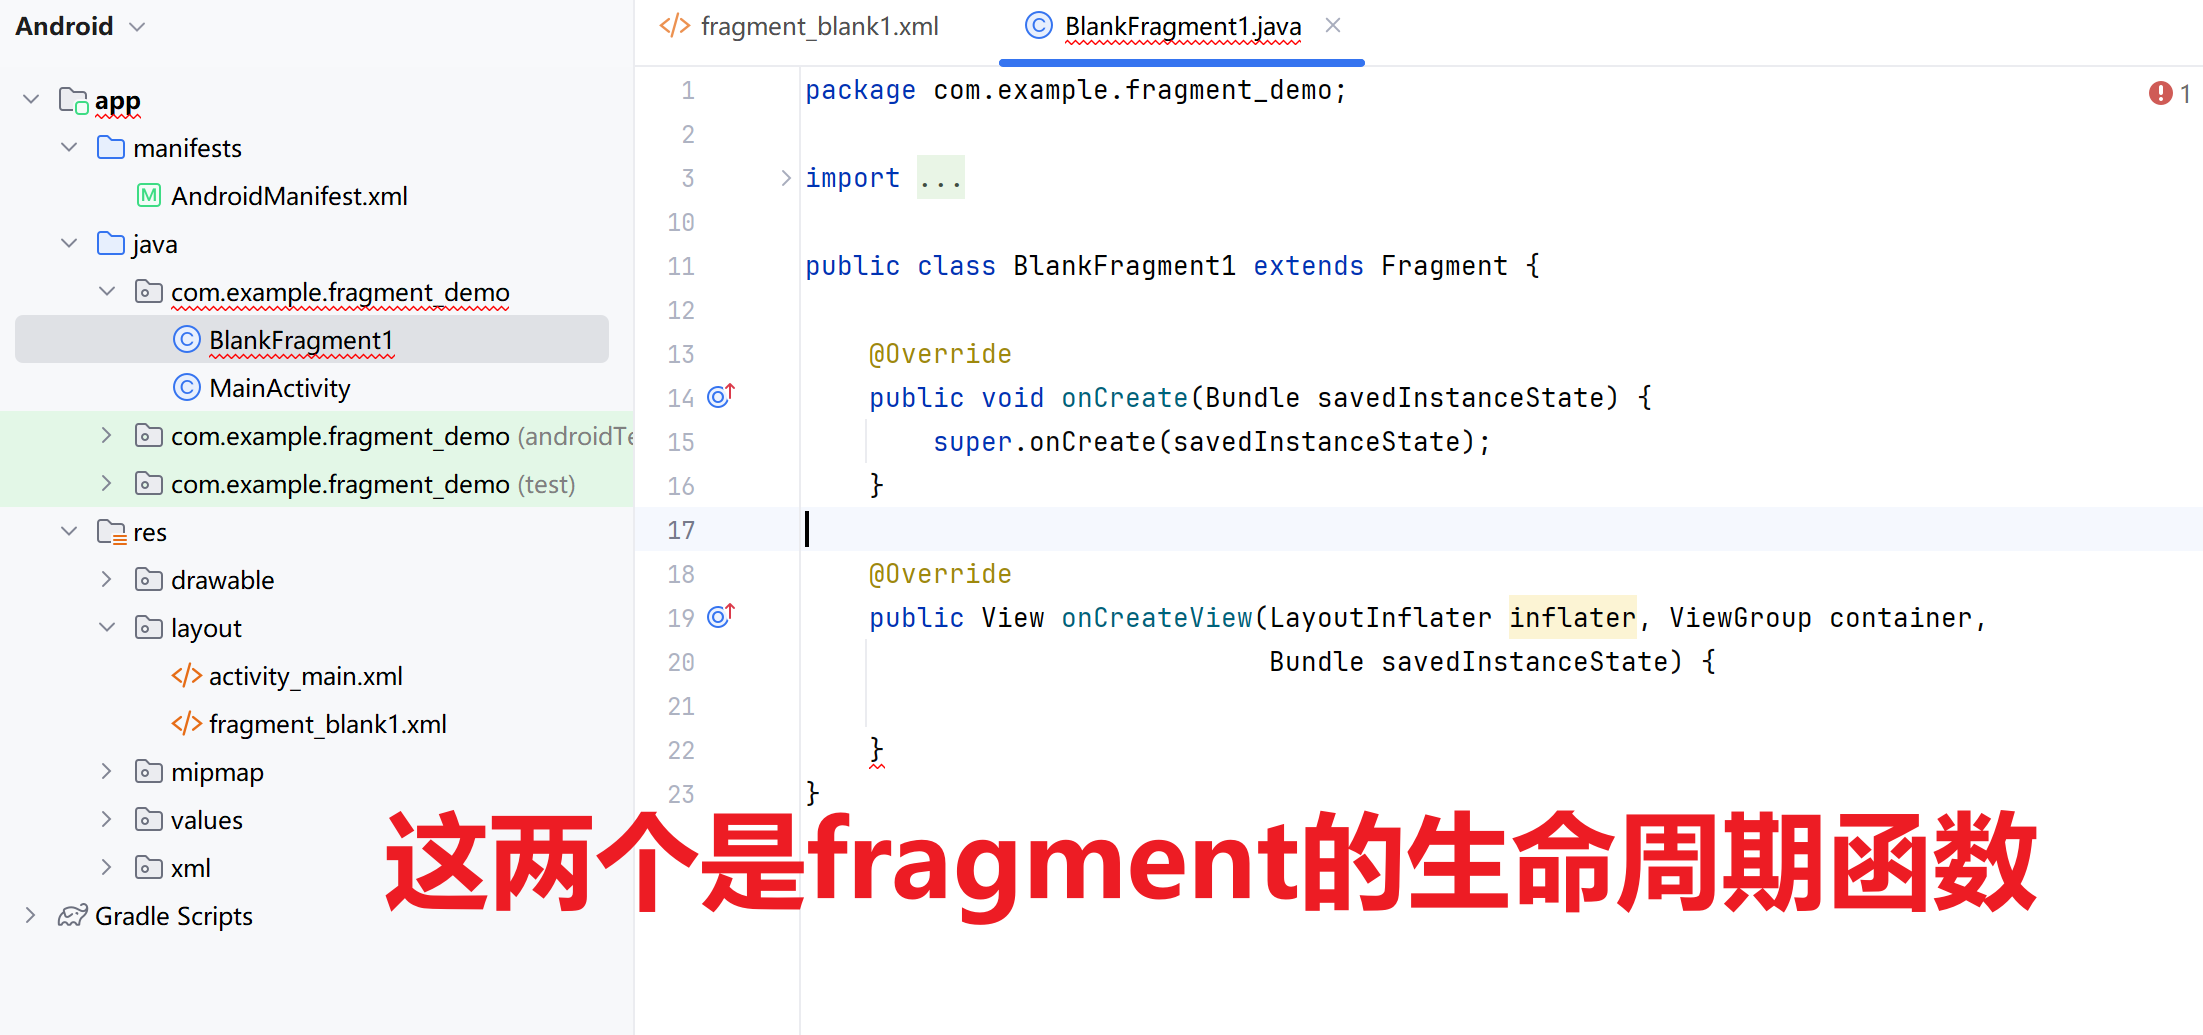 Android
app
manifests
AndroidManifest.xml
java
com.example.fragment_demo
BlankFragment1
MainActivity
com.example.fragment_demo (androidTe
com.example.fragment_demo (test)
res
drawable
layout
activity_main.xml
fragment_blank1.xml
mipmap
values
xml
Gradle Scripts
fragment_blank1.xml
BlankFragment1.java
1 package com.example.fragment_demo;
2
3 import ...
10
11 public class BlankFragment1 extends Fragment {
12
13 @Override
14 public void onCreate(Bundle savedInstanceState) {
15 super.onCreate(savedInstanceState);
16 }
17
18 @Override
19 public View onCreateView(LayoutInflater inflater, ViewGroup container,
20 Bundle savedInstanceState) {
21
22 }
23 }
1
这两个是fragment的生命周期函数